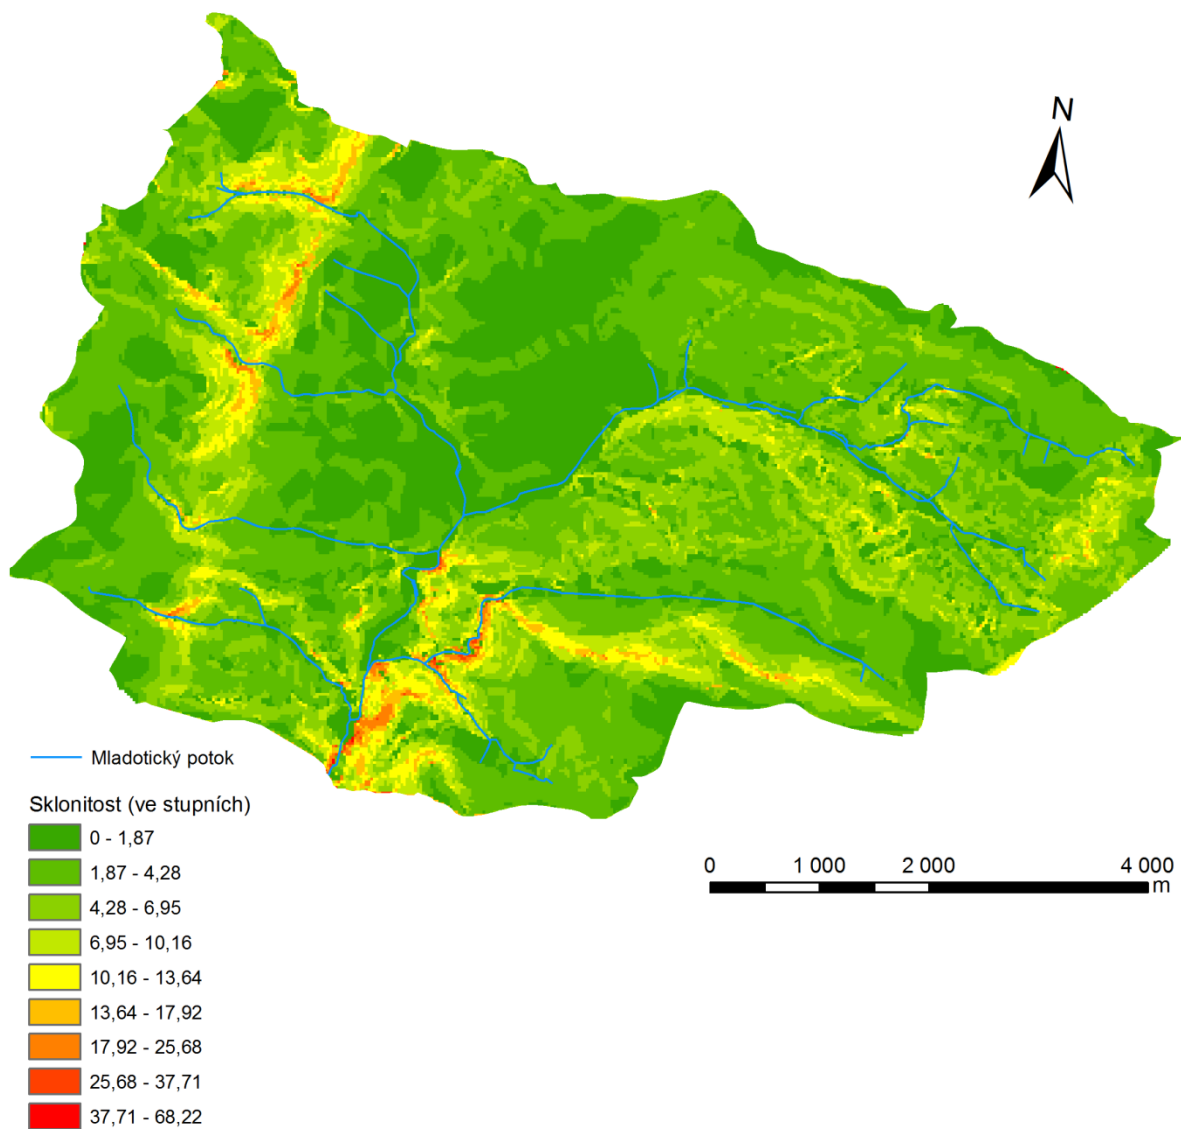 N
Mladotický potok
Sklonitost (ve stupních)
0 - 1,87
1,87 - 4,28
4,28 - 6,95
6,95 - 10,16
10,16 - 13,64
13,64 - 17,92
17,92 - 25,68
25,68 - 37,71
37,71 - 68,22
0 1 000 2 000 4 000
m